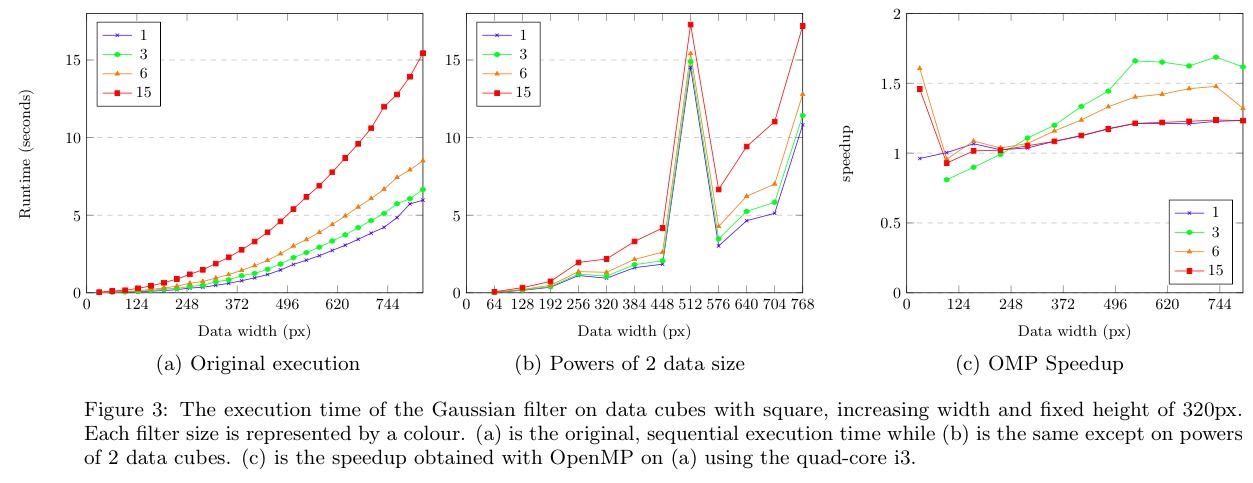 1
3
6
15
Runtime (seconds)
15
10
5
0
0 124 248 372 496 620 744
Data width (px)
(a) Original execution
1
3
6
15
15
10
5
0
0 64 128 192 256 320 384 448 512 576 640 704 768
Data width (px)
(b) Powers of 2 data size
speedup
2
1.5
1
0.5
0
1
3
6
15
0 124 248 372 496 620 744
Data width (px)
(c) OMP Speedup
Figure 3: The execution time of the Gaussian filter on data cubes with square, increasing width and fixed height of 320px.
Each filter size is represented by a colour. (a) is the original, sequential execution time while (b) is the same except on powers
of 2 data cubes. (c) is the speedup obtained with OpenMP on (a) using the quad-core i3.